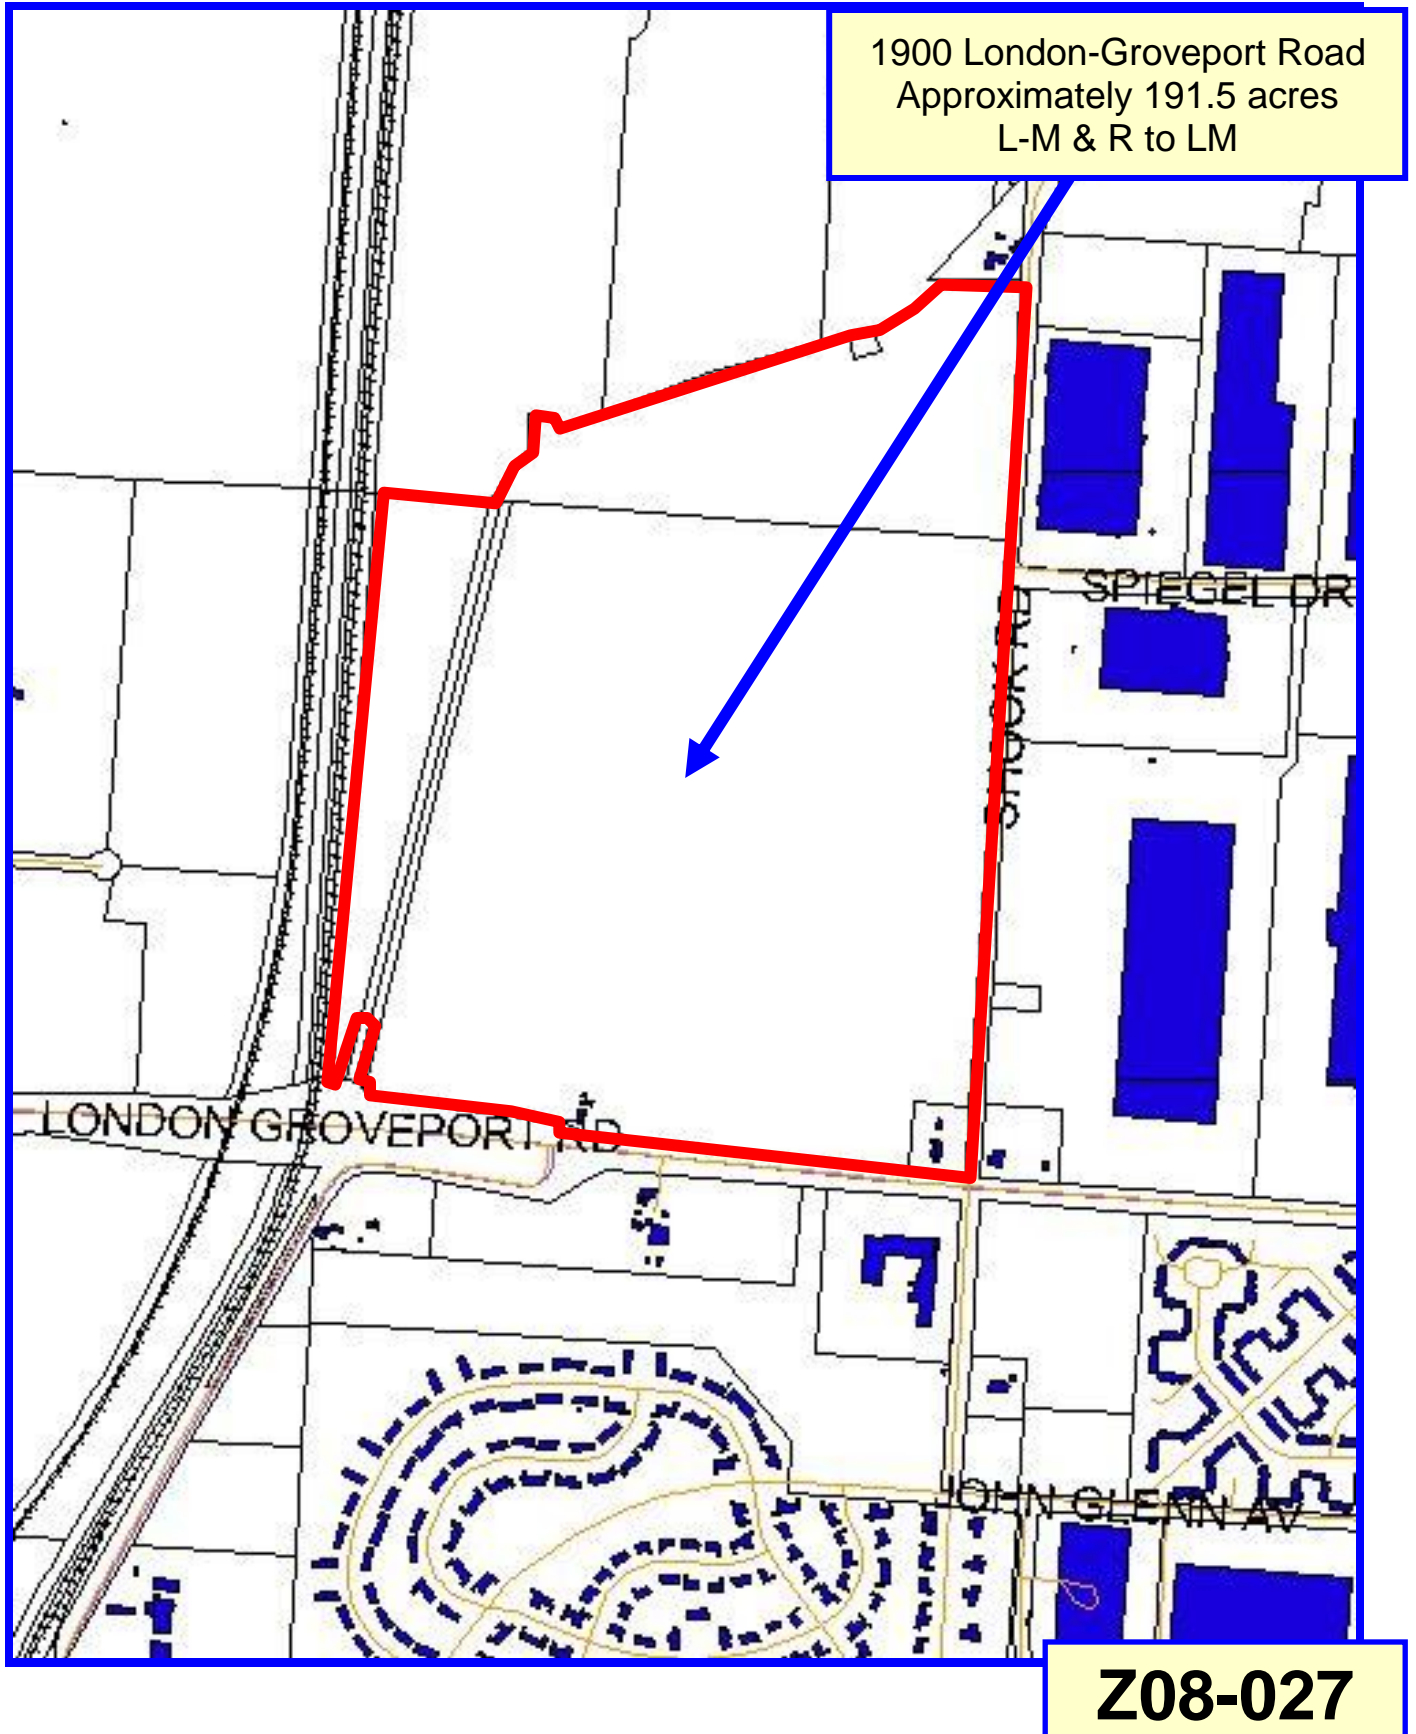 1900 London-Groveport Road
Approximately 191.5 acres
L-M & R to LM
SPIEGEL DR
LONDON GROVEPORT RD
JOHN GLENN AV
Z08-027